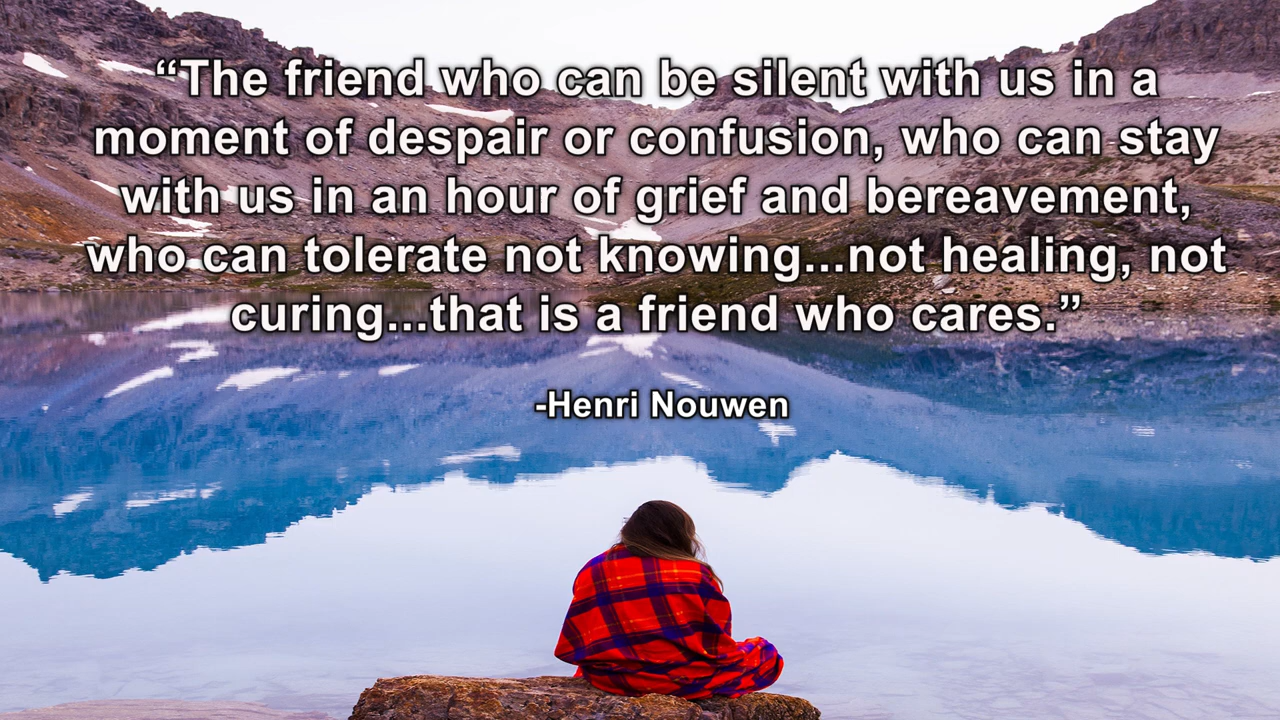 “The friend who can be silent with us in a
moment of despair or confusion, who can stay
with us in an hour of grief and bereavement,
who can tolerate not knowing...not healing, not
curing...that is a friend who cares.”
-Henri Nouwen